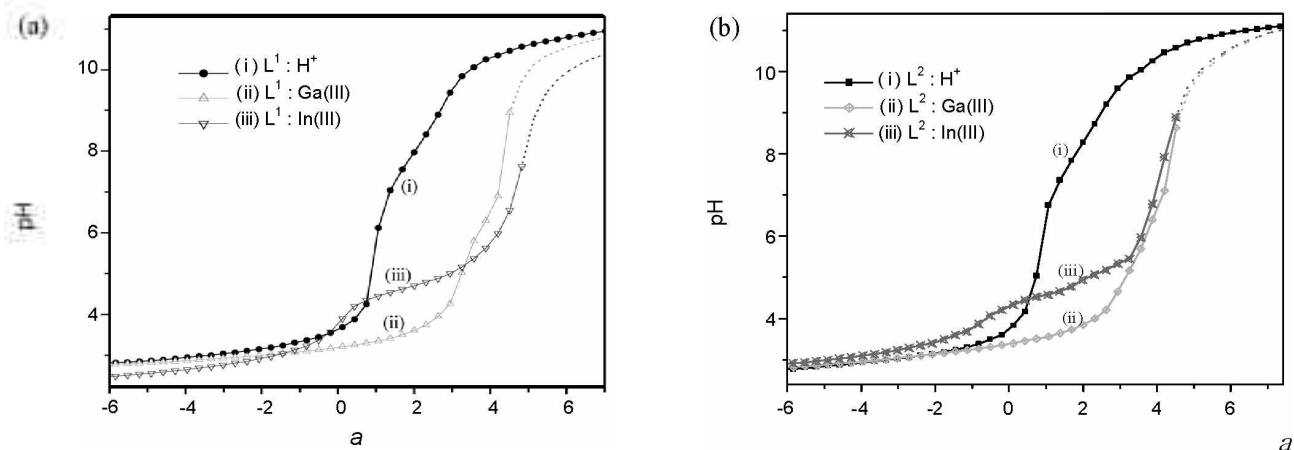 (a)
(i) L¹ : H⁺
(ii) L¹ : Ga(III)
(iii) L¹ : In(III)
10
8
6
4
pH
(i)
(iii)
(ii)
-6 -4 -2 0 2 4 6
a
(b)
(i) L² : H⁺
(ii) L² : Ga(III)
(iii) L² : In(III)
10
8
6
4
pH
(i)
(iii)
(ii)
-6 -4 -2 0 2 4 6
a